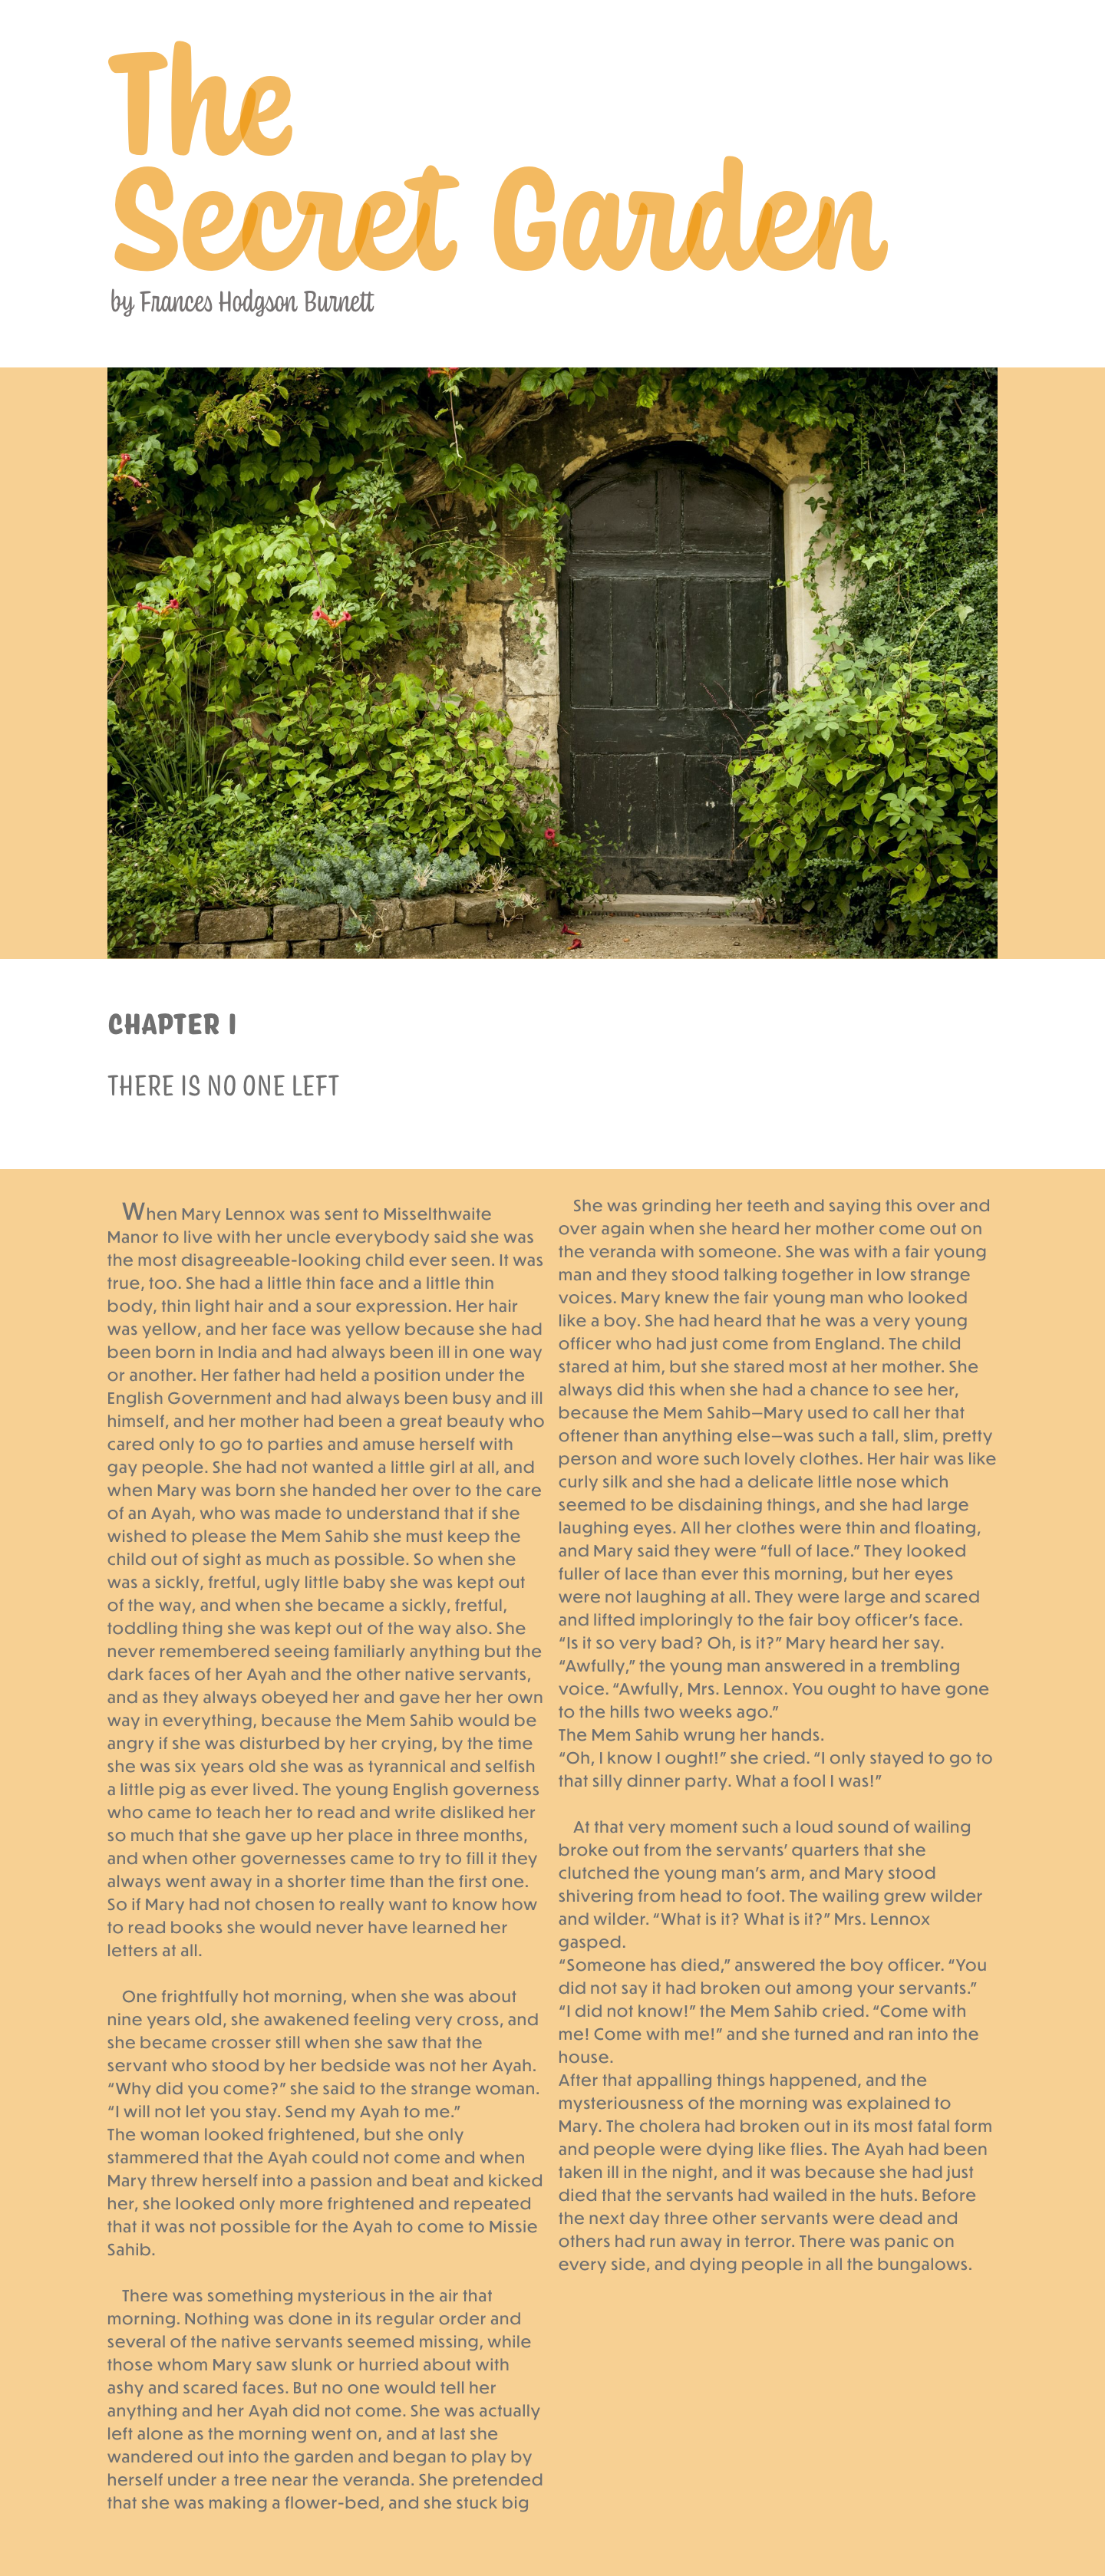 The
Secret Garden
by Frances Hodgson Burnett
CHAPTER I
THERE IS NO ONE LEFT
When Mary Lennox was sent to Misselthwaite
Manor to live with her uncle everybody said she was
the most disagreeable-looking child ever seen. It was
true, too. She had a little thin face and a little thin
body, thin light hair and a sour expression. Her hair
was yellow, and her face was yellow because she had
been born in India and had always been ill in one way
or another. Her father had held a position under the
English Government and had always been busy and ill
himself, and her mother had been a great beauty who
cared only to go to parties and amuse herself with
gay people. She had not wanted a little girl at all, and
when Mary was born she handed her over to the care
of an Ayah, who was made to understand that if she
wished to please the Mem Sahib she must keep the
child out of sight as much as possible. So when she
was a sickly, fretful, ugly little baby she was kept out
of the way, and when she became a sickly, fretful,
toddling thing she was kept out of the way also. She
never remembered seeing familiarly anything but the
dark faces of her Ayah and the other native servants,
and as they always obeyed her and gave her her own
way in everything, because the Mem Sahib would be
angry if she was disturbed by her crying, by the time
she was six years old she was as tyrannical and selfish
a little pig as ever lived. The young English governess
who came to teach her to read and write disliked her
so much that she gave up her place in three months,
and when other governesses came to try to fill it they
always went away in a shorter time than the first one.
So if Mary had not chosen to really want to know how
to read books she would never have learned her
letters at all.
One frightfully hot morning, when she was about
nine years old, she awakened feeling very cross, and
she became crosser still when she saw that the
servant who stood by her bedside was not her Ayah.
“Why did you come?” she said to the strange woman.
“I will not let you stay. Send my Ayah to me.”
The woman looked frightened, but she only
stammered that the Ayah could not come and when
Mary threw herself into a passion and beat and kicked
her, she looked only more frightened and repeated
that it was not possible for the Ayah to come to Missie
Sahib.
There was something mysterious in the air that
morning. Nothing was done in its regular order and
several of the native servants seemed missing, while
those whom Mary saw slunk or hurried about with
ashy and scared faces. But no one would tell her
anything and her Ayah did not come. She was actually
left alone as the morning went on, and at last she
wandered out into the garden and began to play by
herself under a tree near the veranda. She pretended
that she was making a flower-bed, and she stuck big
She was grinding her teeth and saying this over and
over again when she heard her mother come out on
the veranda with someone. She was with a fair young
man and they stood talking together in low strange
voices. Mary knew the fair young man who looked
like a boy. She had heard that he was a very young
officer who had just come from England. The child
stared at him, but she stared most at her mother. She
always did this when she had a chance to see her,
because the Mem Sahib—Mary used to call her that
oftener than anything else—was such a tall, slim, pretty
person and wore such lovely clothes. Her hair was like
curly silk and she had a delicate little nose which
seemed to be disdaining things, and she had large
laughing eyes. All her clothes were thin and floating,
and Mary said they were “full of lace.” They looked
fuller of lace than ever this morning, but her eyes
were not laughing at all. They were large and scared
and lifted imploringly to the fair boy officer’s face.
“Is it so very bad? Oh, is it?” Mary heard her say.
“Awfully,” the young man answered in a trembling
voice. “Awfully, Mrs. Lennox. You ought to have gone
to the hills two weeks ago.”
The Mem Sahib wrung her hands.
“Oh, I know I ought!” she cried. “I only stayed to go to
that silly dinner party. What a fool I was!”
At that very moment such a loud sound of wailing
broke out from the servants’ quarters that she
clutched the young man’s arm, and Mary stood
shivering from head to foot. The wailing grew wilder
and wilder. “What is it? What is it?” Mrs. Lennox
gasped.
“Someone has died,” answered the boy officer. “You
did not say it had broken out among your servants.”
“I did not know!” the Mem Sahib cried. “Come with
me! Come with me!” and she turned and ran into the
house.
After that appalling things happened, and the
mysteriousness of the morning was explained to
Mary. The cholera had broken out in its most fatal form
and people were dying like flies. The Ayah had been
taken ill in the night, and it was because she had just
died that the servants had wailed in the huts. Before
the next day three other servants were dead and
others had run away in terror. There was panic on
every side, and dying people in all the bungalows.